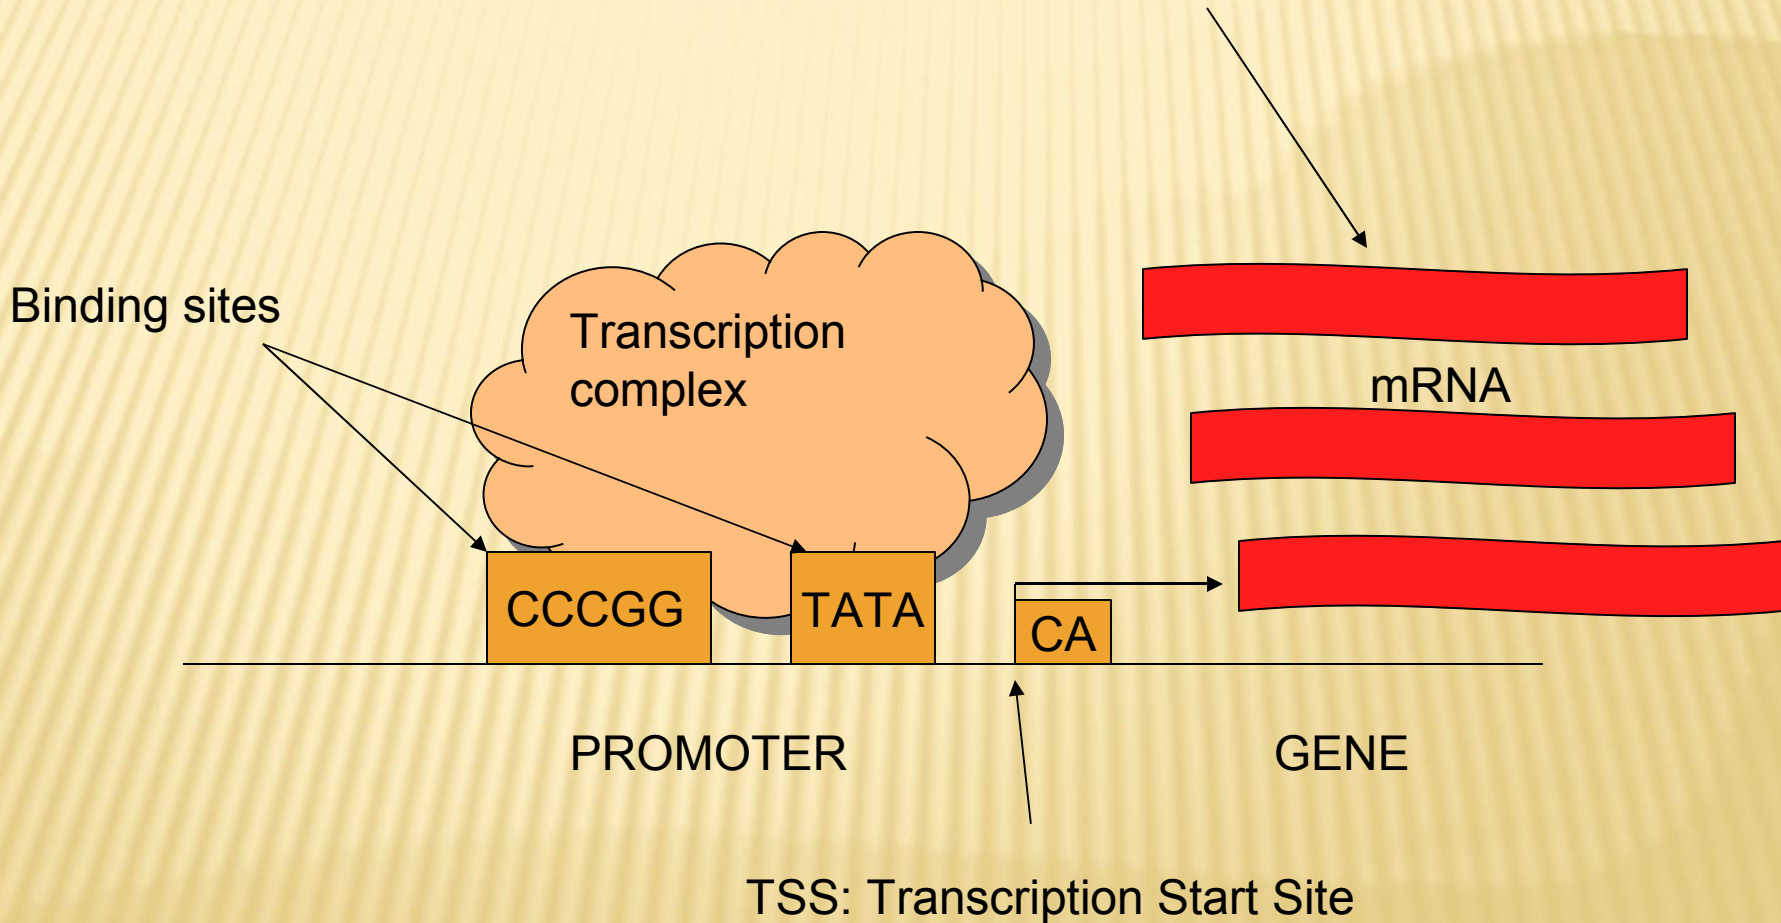 Binding sites
Transcription
complex
mRNA
CCCGG
TATA
CA
PROMOTER
GENE
TSS: Transcription Start Site